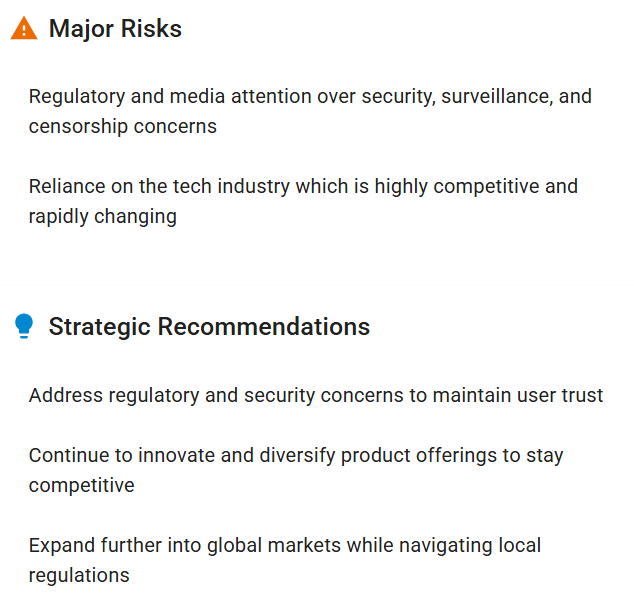 Major Risks
Regulatory and media attention over security, surveillance, and
censorship concerns
Reliance on the tech industry which is highly competitive and
rapidly changing
Strategic Recommendations
Address regulatory and security concerns to maintain user trust
Continue to innovate and diversify product offerings to stay
competitive
Expand further into global markets while navigating local
regulations